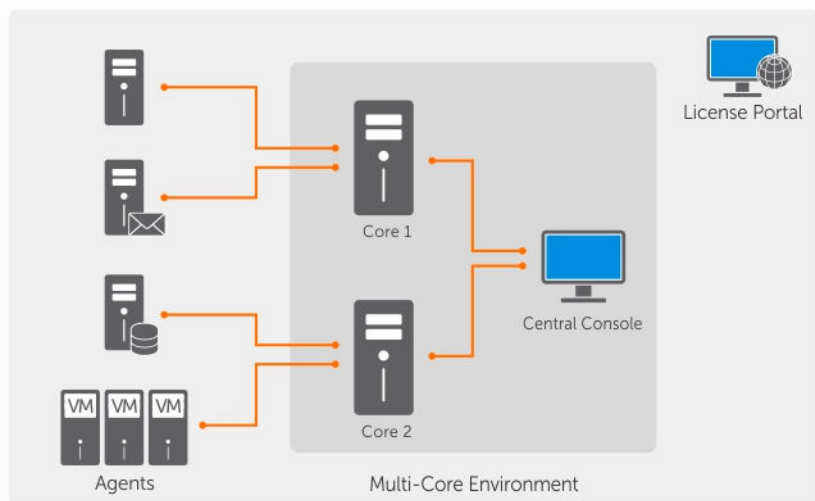 License Portal
Core 1
Central Console
VM VM VM
Core 2
Agents
Multi-Core Environment